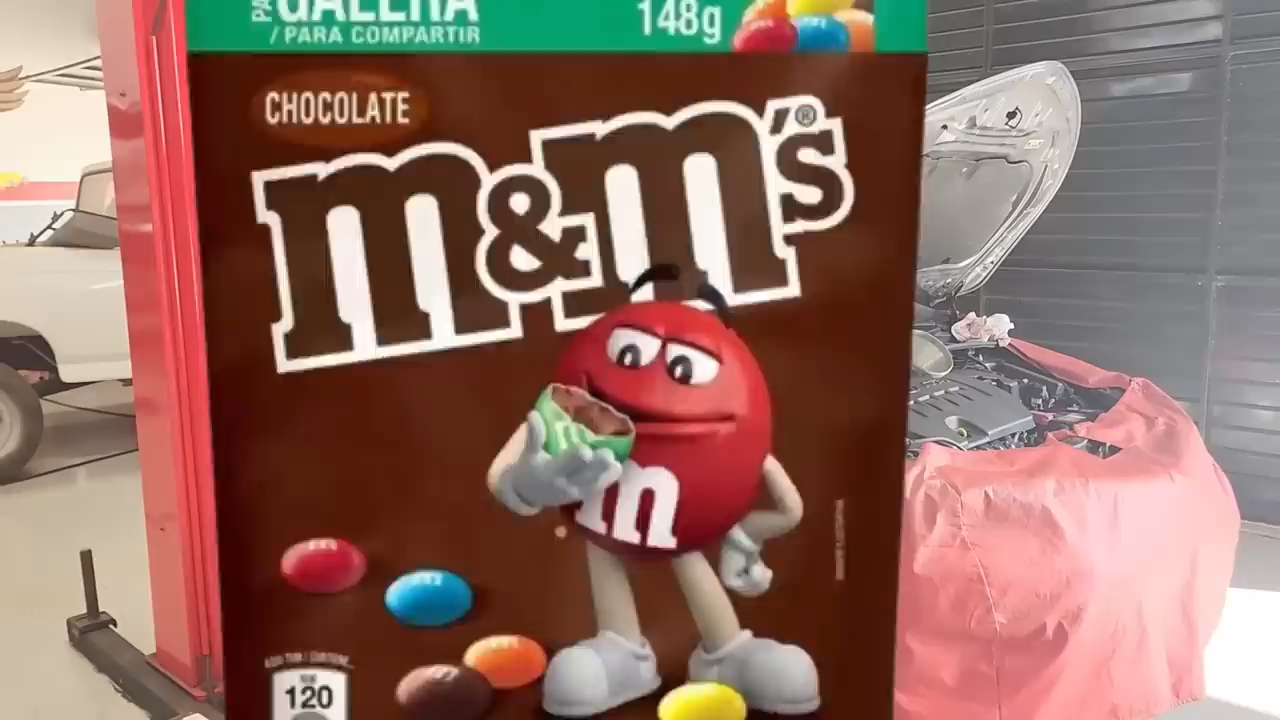 GALERA
/ PARA COMPARTIR
148g
CHOCOLATE
m&m's®
m
120